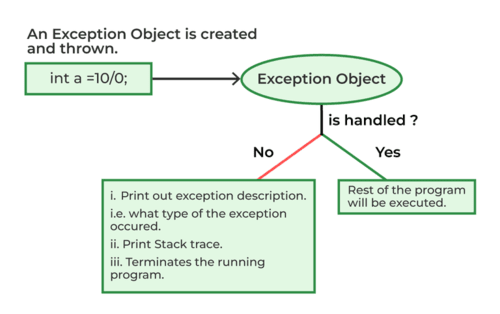 An Exception Object is created
and thrown.
int a =10/0;
Exception Object
is handled ?
No
Yes
i. Print out exception description.
i.e. what type of the exception
occured.
ii. Print Stack trace.
iii. Terminates the running
program.
Rest of the program
will be executed.